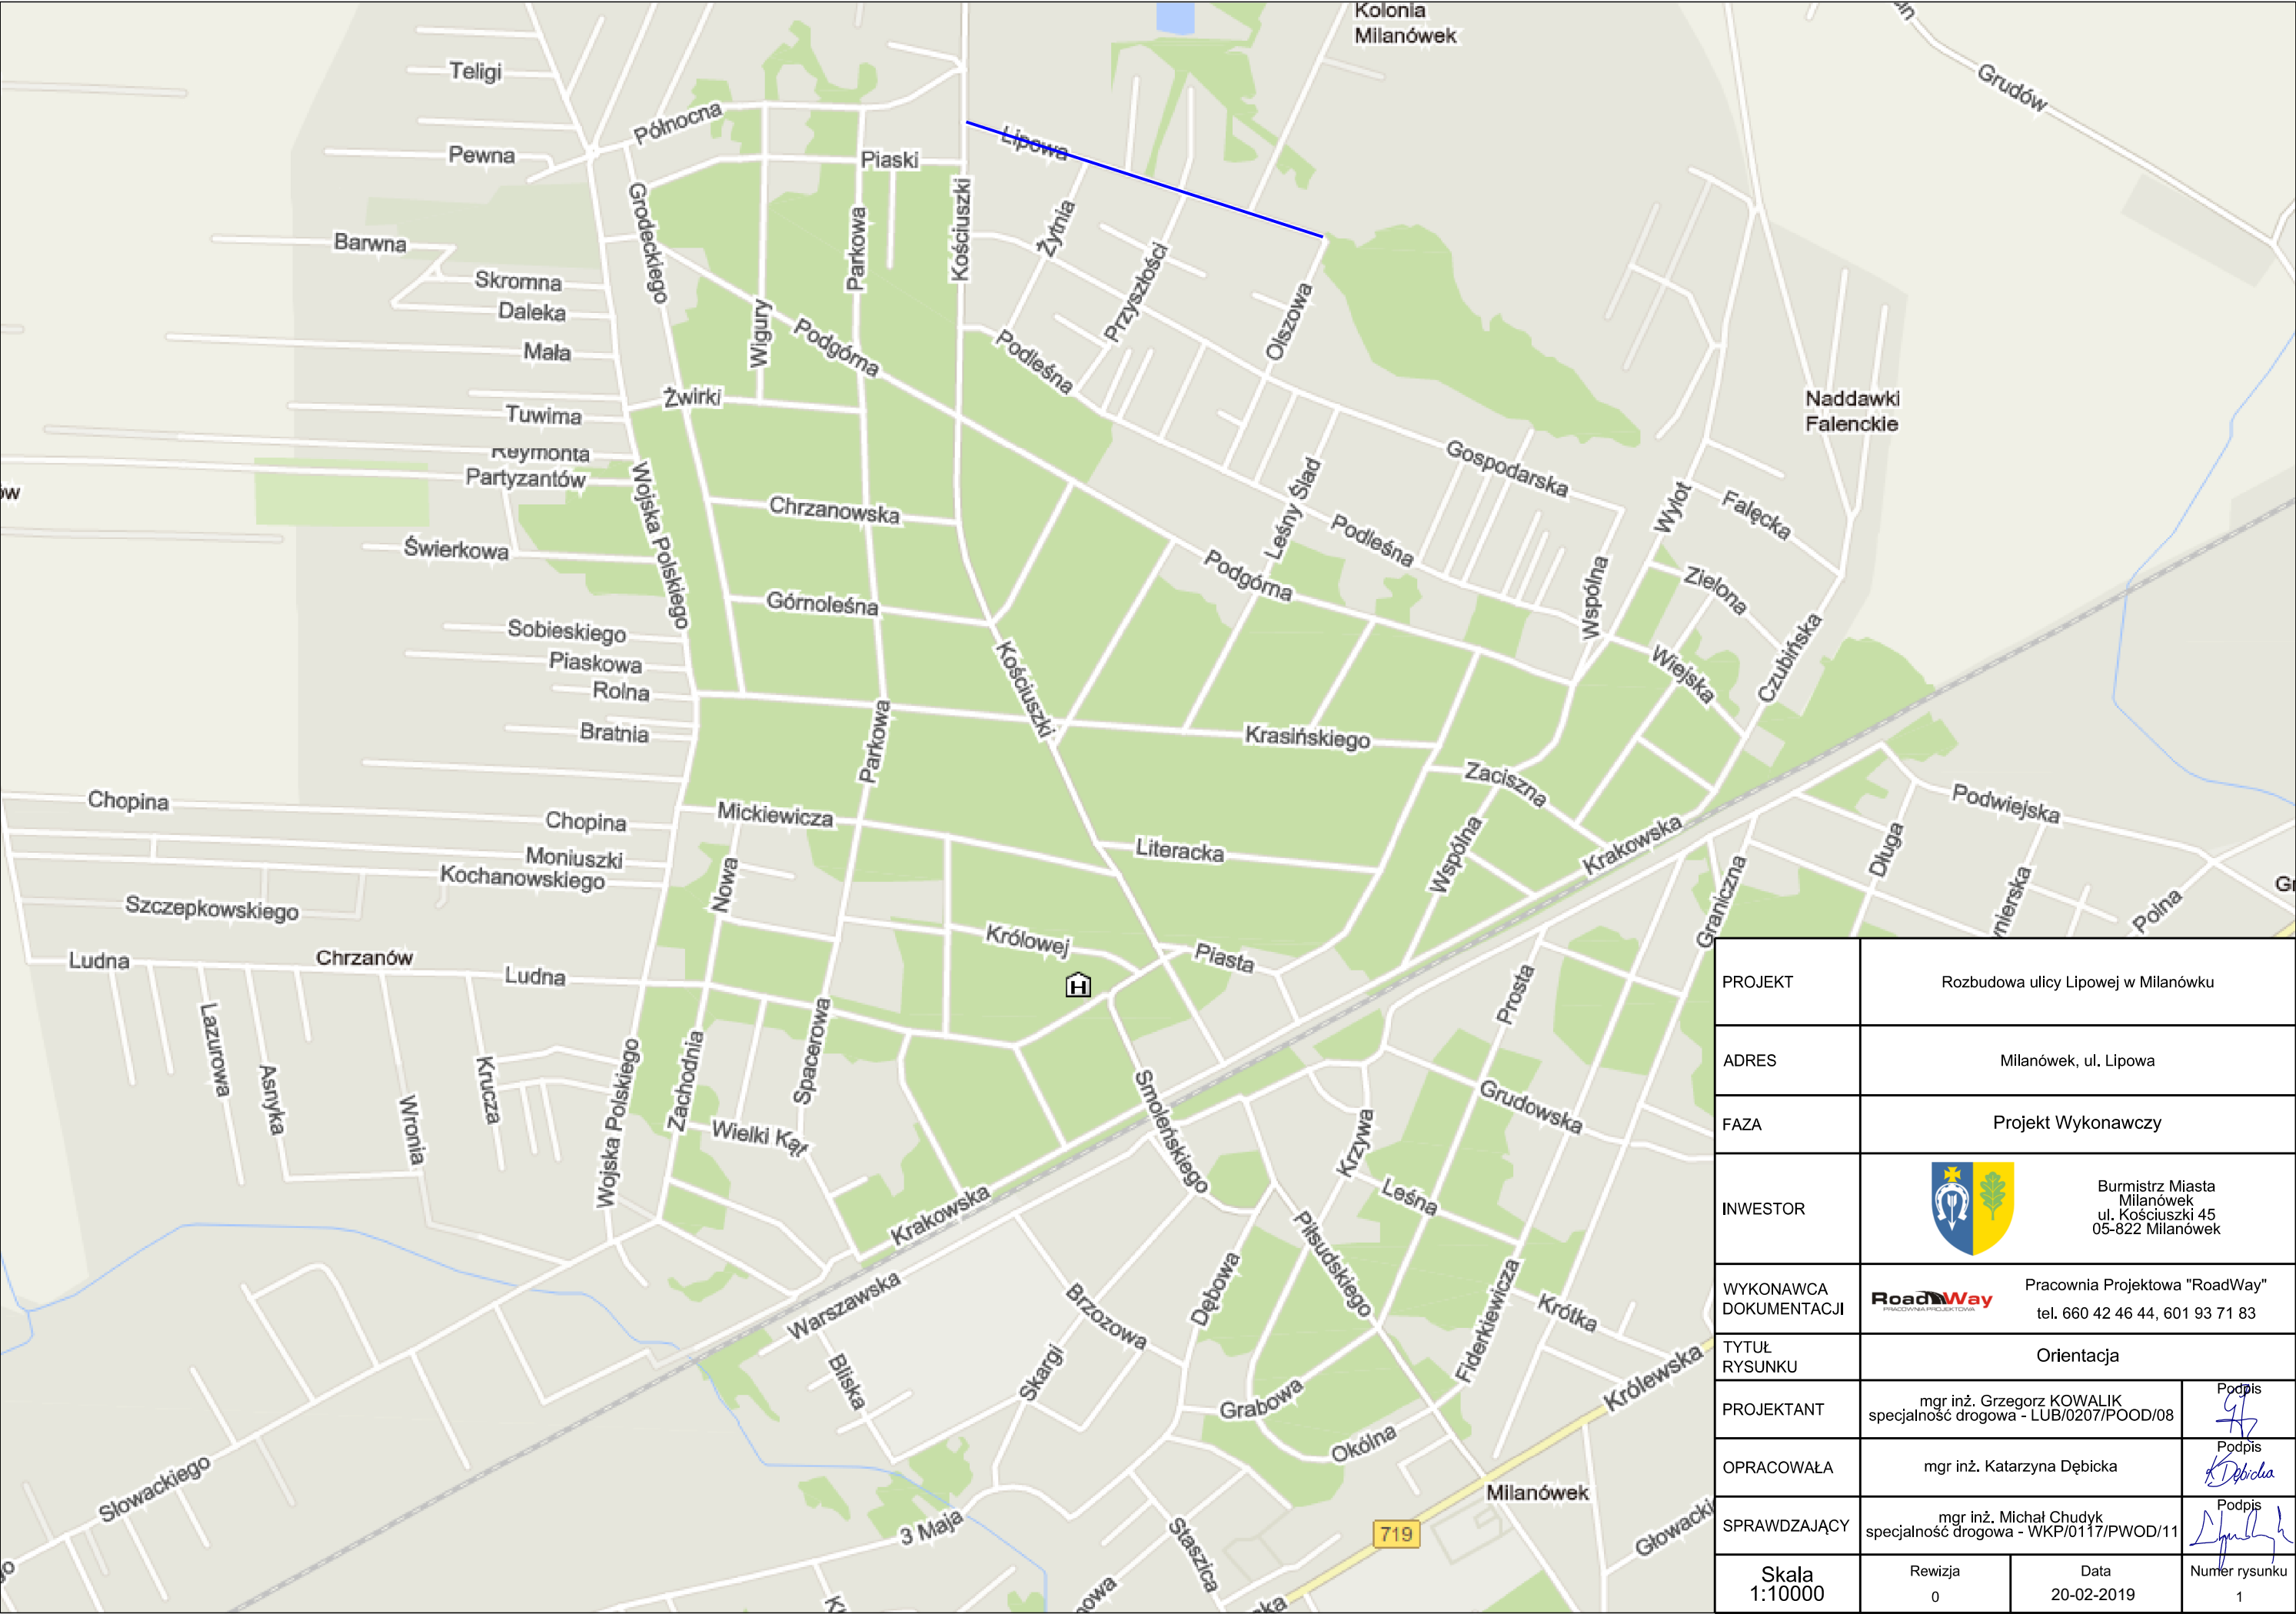 Kolonia
Milanówek
Grudów
Teligi
Północna
Lipowa
Pewna
Piaski
Grodeckiego
Parkowa
Kościuszki
Żytnia
Barwna
Przyszłości
Skromna
Daleka
Olszowa
Wigury
Podgórna
Podleśna
Mała
Żwirki
Naddawki
Falenckie
Tuwima
Reymonta
Partyzantów
Wojska Polskiego
Gospodarska
Leśny Ślad
Chrzanowska
Wylot
Falęcka
Podleśna
Świerkowa
Podgórna
Zielona
Wspólna
Górnoleśna
Sobieskiego
Piaskowa
Rolna
Kościuszki
Wiejska
Czubińska
Bratnia
Parkowa
Krasińskiego
Zaciszna
Chopina
Chopina
Mickiewicza
Podwiejska
Literacka
Wspólna
Krakowska
Długa
Moniuszki
Kochanowskiego
Nowa
Graniczna
Szczepkowskiego
Królowej
Piasta
Polna
Ludna
Chrzanów
Ludna
H
Prosta
Lazurowa
Asnyka
Wronia
Krucza
Wojska Polskiego
Zachodnia
Spacerowa
Wielki Kąt
Smoleńskiego
Grudowska
Krzywa
Leśna
Krakowska
Piłsudskiego
Warszawska
Brzozowa
Dębowa
Fiderkiewicza
Krótka
Bliska
Skargi
Grabowa
Królewska
Okólna
Słowackiego
3 Maja
Staszica
Milanówek
719
PROJEKT
Rozbudowa ulicy Lipowej w Milanówku
ADRES
Milanówek, ul. Lipowa
FAZA
Projekt Wykonawczy
INWESTOR
Burmistrz Miasta
Milanówek
ul. Kościuszki 45
05-822 Milanówek
WYKONAWCA
DOKUMENTACJI
RoadWay
PRACOWNIA PROJEKTOWA
Pracownia Projektowa "RoadWay"
tel. 660 42 46 44, 601 93 71 83
TYTUŁ
RYSUNKU
Orientacja
PROJEKTANT
mgr inż. Grzegorz KOWALIK
specjalność drogowa - LUB/0207/POOD/08
Podpis
OPRACOWAŁA
mgr inż. Katarzyna Dębicka
Podpis
K Dębicka
SPRAWDZAJĄCY
mgr inż. Michał Chudyk
specjalność drogowa - WKP/0117/PWOD/11
Podpis
Skala
1:10000
Rewizja
0
Data
20-02-2019
Numer rysunku
1